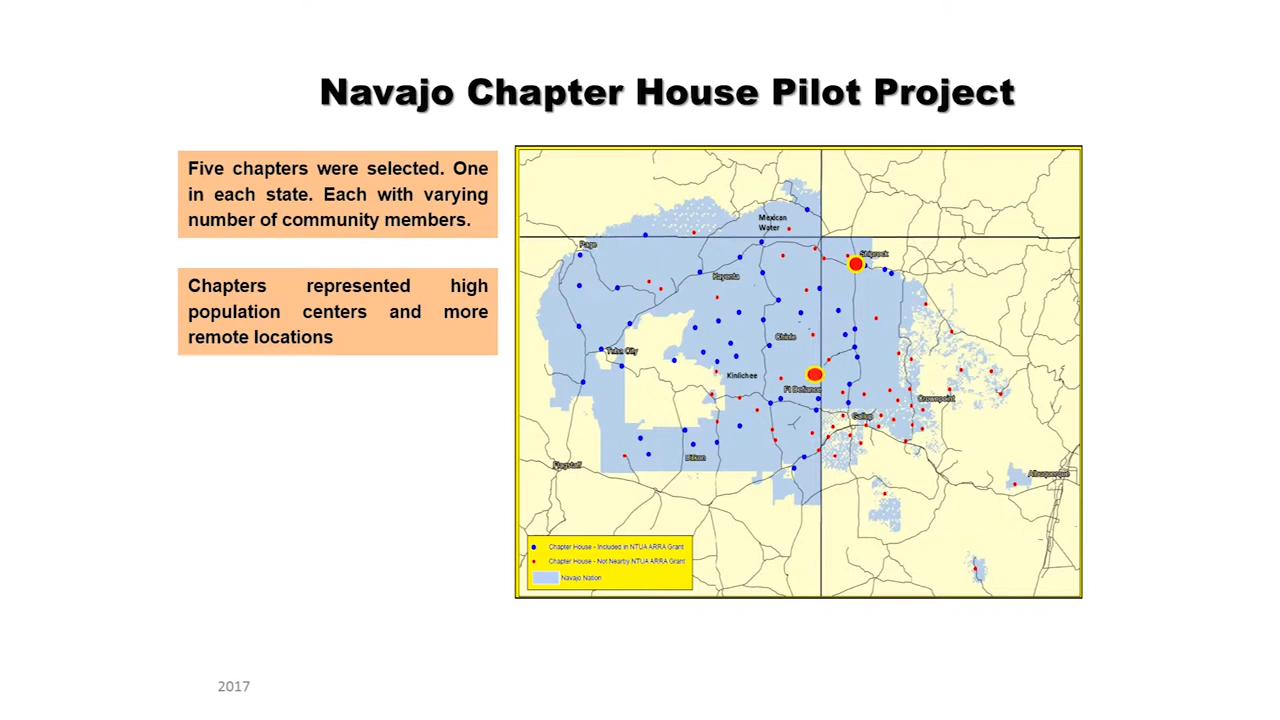 Navajo Chapter House Pilot Project
Five chapters were selected. One
in each state. Each with varying
number of community members.
Chapters represented high
population centers and more
remote locations
Mexican
Water
Page
Shiprock
Kayenta
Chinle
Tuba City
Kinlichee
Ft Defiance
Crownpoint
Gallup
Dilkon
Flagstaff
Albuquerque
Chapter House - Included in NTUA ARRA Grant
Chapter House - Not Nearby NTUA ARRA Grant
Navajo Nation
2017